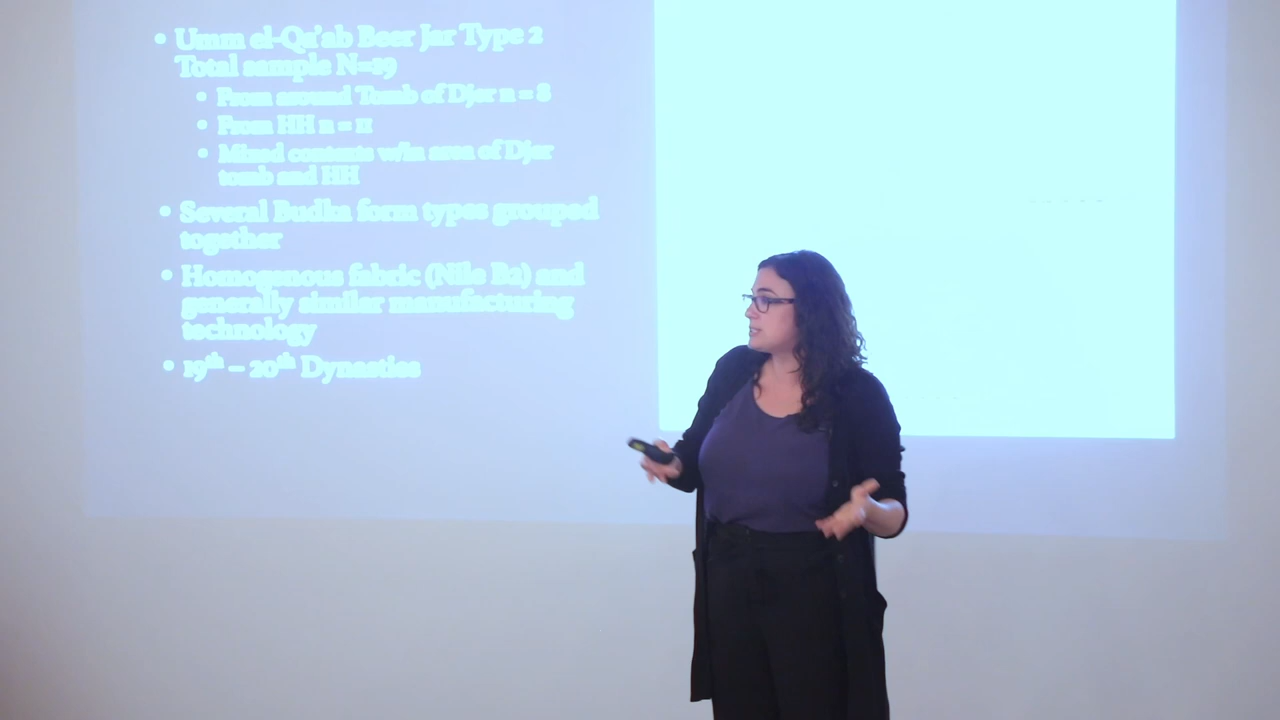 Umm el-Qa'ab Beer Jar Type 2
Total sample N=19
From around Tomb of Djer n = 8
From HH n = 11
Mixed contents w/in area of Djer
tomb and HH
Several Budka form types grouped
together
Homogenous fabric (Nile B2) and
generally similar manufacturing
technology
19th – 20th Dynasties